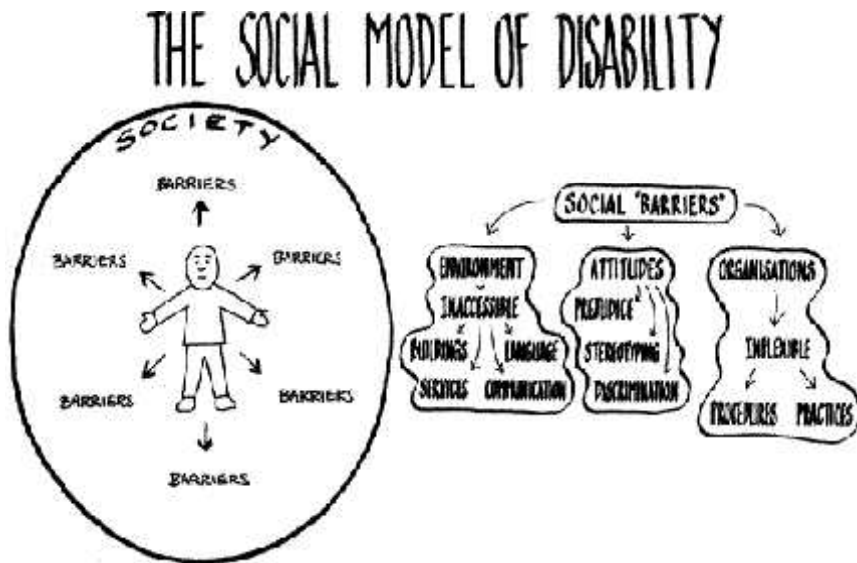 THE SOCIAL MODEL OF DISABILITY
SOCIETY
BARRIERS
BARRIERS
BARRIERS
BARRIERS
BARRIERS
BARRIERS
SOCIAL "BARRIERS"
ENVIRONMENT
INACCESSIBLE
BUILDINGS
LANGUAGE
SERVICES
COMMUNICATION
ATTITUDES
PREJUDICE
STEREOTYPING
DISCRIMINATION
ORGANISATIONS
INFLEXIBLE
PROCEDURES
PRACTICES